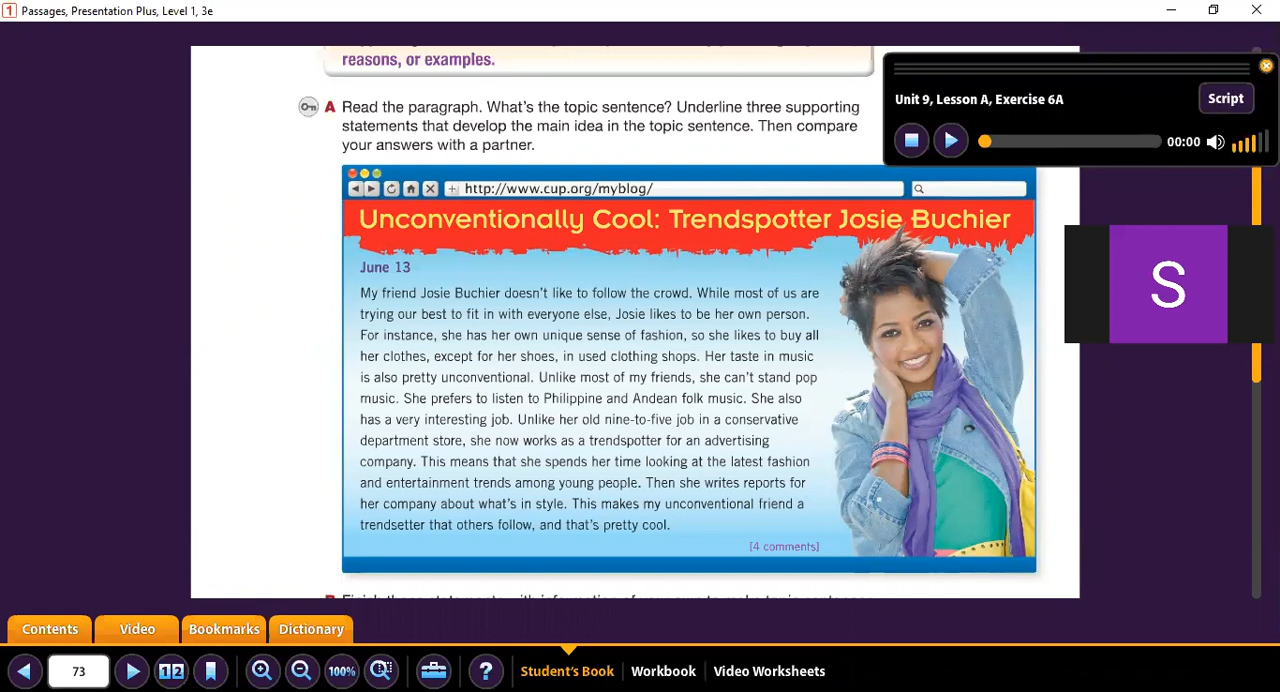 1 Passages, Presentation Plus, Level 1, 3e
reasons, or examples.
A Read the paragraph. What's the topic sentence? Underline three supporting
statements that develop the main idea in the topic sentence. Then compare
your answers with a partner.
http://www.cup.org/myblog/
Unconventionally Cool: Trendspotter Josie Buchier
June 13
My friend Josie Buchier doesn't like to follow the crowd. While most of us are
trying our best to fit in with everyone else, Josie likes to be her own person.
For instance, she has her own unique sense of fashion, so she likes to buy all
her clothes, except for her shoes, in used clothing shops. Her taste in music
is also pretty unconventional. Unlike most of my friends, she can't stand pop
music. She prefers to listen to Philippine and Andean folk music. She also
has a very interesting job. Unlike her old nine-to-five job in a conservative
department store, she now works as a trendspotter for an advertising
company. This means that she spends her time looking at the latest fashion
and entertainment trends among young people. Then she writes reports for
her company about what's in style. This makes my unconventional friend a
trendsetter that others follow, and that's pretty cool.
[4 comments]
Unit 9, Lesson A, Exercise 6A
Script
00:00
S
Contents
Video
Bookmarks
Dictionary
73
12
100%
?
Student's Book
Workbook
Video Worksheets